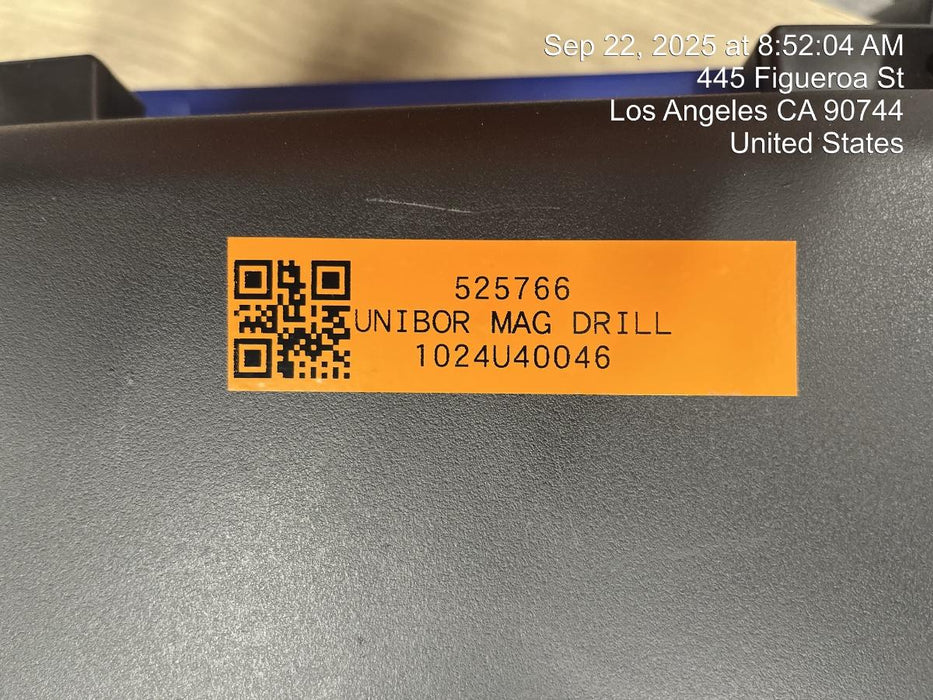 Sep 22, 2025 at 8:52:04 AM
445 Figueroa St
Los Angeles CA 90744
United States
525766
UNIBOR MAG DRILL
1024U40046